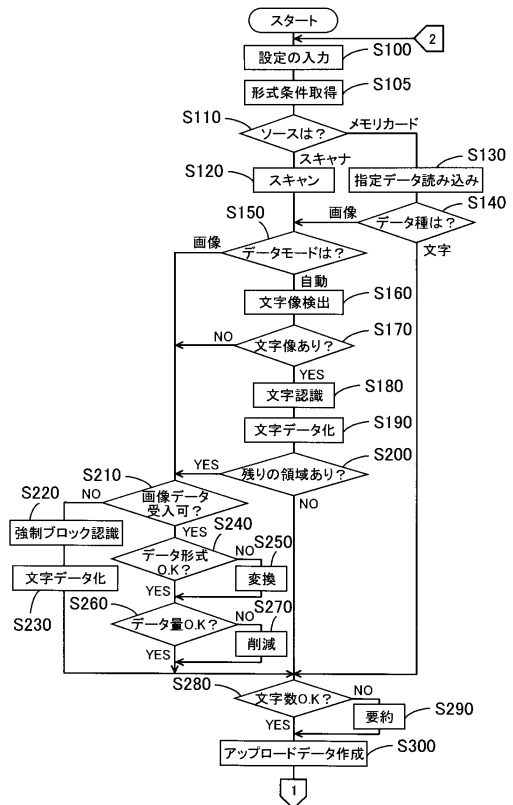 スタート
2
設定の入力
S100
形式条件取得
S105
S110
ソースは?
メモリカード
スキャナ
S120
スキャン
S130
指定データ読み込み
S140
データ種は?
画像
文字
S150
データモードは?
画像
自動
文字像検出
S160
S170
文字像あり?
NO
YES
文字認識
S180
文字データ化
S190
S200
残りの領域あり?
YES
NO
S210
画像データ
受入可?
NO
YES
S220
強制ブロック認識
文字データ化
S230
S240
データ形式
O.K?
NO
YES
S250
変換
S260
データ量O.K?
NO
YES
S270
削減
S280
文字数O.K?
NO
YES
要約
S290
アップロードデータ作成
S300
1